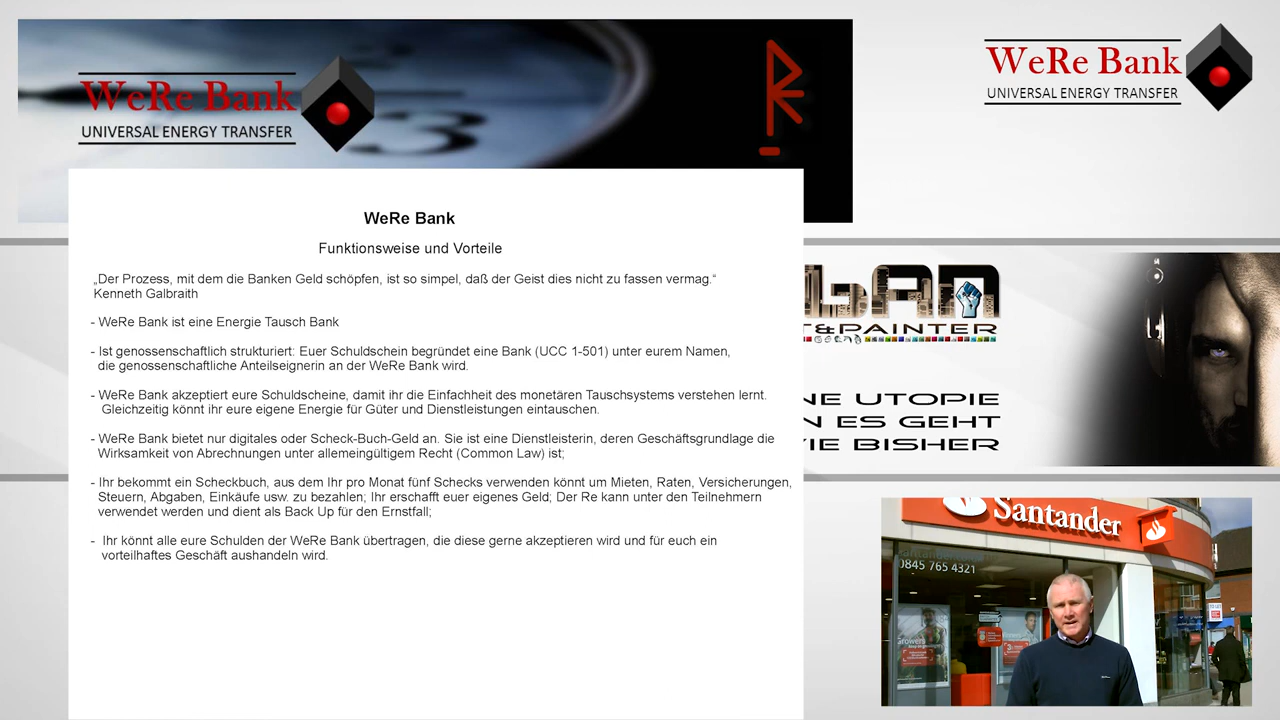 WeRe Bank
UNIVERSAL ENERGY TRANSFER
3
WeRe Bank
UNIVERSAL ENERGY TRANSFER
WeRe Bank
Funktionsweise und Vorteile
„Der Prozess, mit dem die Banken Geld schöpfen, ist so simpel, daß der Geist dies nicht zu fassen vermag.“
Kenneth Galbraith
- WeRe Bank ist eine Energie Tausch Bank
- Ist genossenschaftlich strukturiert: Euer Schuldschein begründet eine Bank (UCC 1-501) unter eurem Namen,
die genossenschaftliche Anteilseignerin an der WeRe Bank wird.
- WeRe Bank akzeptiert eure Schuldscheine, damit ihr die Einfachheit des monetären Tauschsystems verstehen lernt.
Gleichzeitig könnt ihr eure eigene Energie für Güter und Dienstleistungen eintauschen.
- WeRe Bank bietet nur digitales oder Scheck-Buch-Geld an. Sie ist eine Dienstleisterin, deren Geschäftsgrundlage die
Wirksamkeit von Abrechnungen unter allemeingültigem Recht (Common Law) ist;
- Ihr bekommt ein Scheckbuch, aus dem Ihr pro Monat fünf Schecks verwenden könnt um Mieten, Raten, Versicherungen,
Steuern, Abgaben, Einkäufe usw. zu bezahlen; Ihr erschafft euer eigenes Geld; Der Re kann unter den Teilnehmern
verwendet werden und dient als Back Up für den Ernstfall;
- Ihr könnt alle eure Schulden der WeRe Bank übertragen, die diese gerne akzeptieren wird und für euch ein
vorteilhaftes Geschäft aushandeln wird.
bAN
T&PAINTER
NE UTOPIE
N ES GEHT
IE BISHER
Santander
0845 765 4321